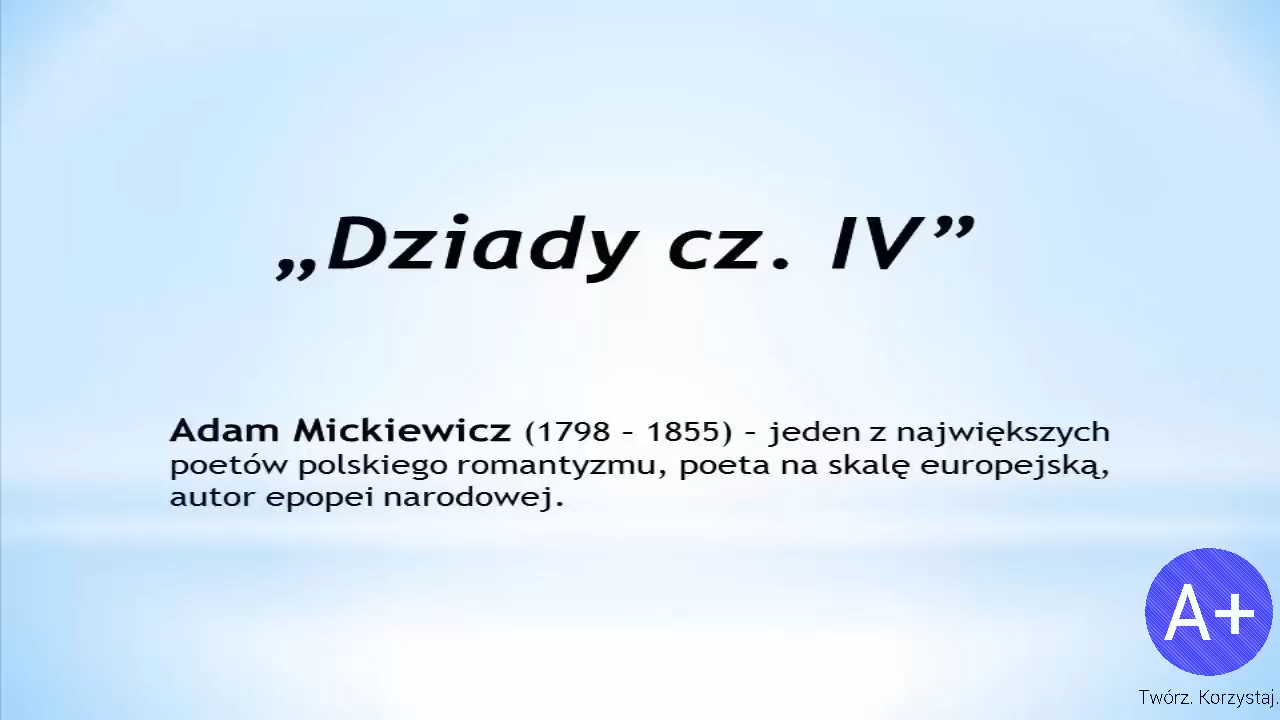 „Dziady cz. IV”
Adam Mickiewicz (1798 – 1855) – jeden z największych
poetów polskiego romantyzmu, poeta na skalę europejską,
autor epopei narodowej.
A+
Twórz. Korzystaj.